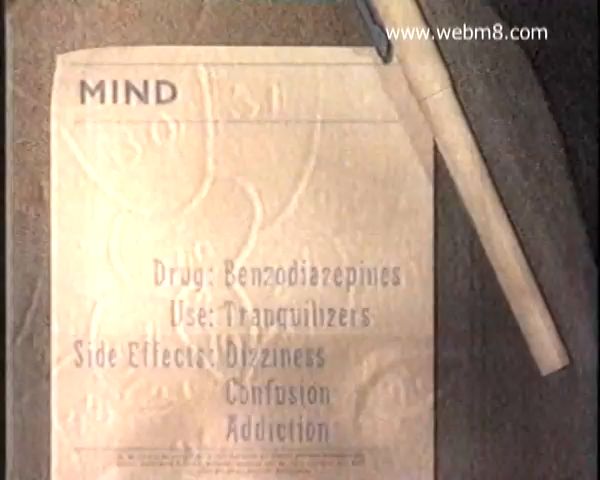 www.webm8.com
MIND
Drug: Benzodiazepines
Use: Tranquilizers
Side Effects: Dizziness
Confusion
Addiction